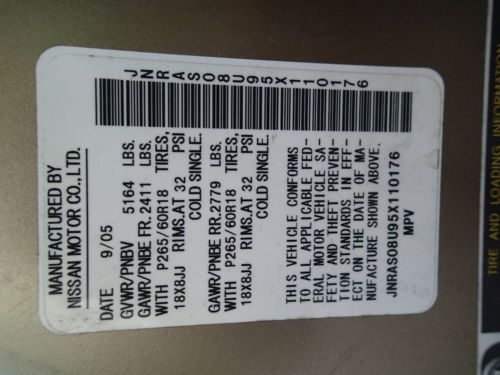 MANUFACTURED BY
NISSAN MOTOR CO., LTD.
DATE 9/05
GVWR/PNBV 5164 LBS.
GAWR/PNBE FR. 2411 LBS.
WITH P265/60R18 TIRES,
18X8JJ RIMS, AT 32 PSI
COLD SINGLE.
GAWR/PNBE RR. 2779 LBS.
WITH P265/60R18 TIRES,
18X8JJ RIMS, AT 32 PSI
COLD SINGLE.
THIS VEHICLE CONFORMS
TO ALL APPLICABLE FED-
ERAL MOTOR VEHICLE SA-
FETY AND THEFT PREVEN-
TION STANDARDS IN EFF-
ECT ON THE DATE OF MA-
NUFACTURE SHOWN ABOVE.
JNRAS08U95X110176
MPV
JNRAS08U95X110176
TIRE AND LOADING INFORMATION